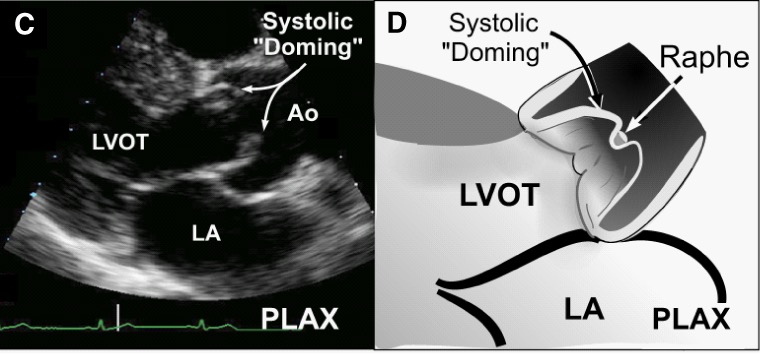 C
Systolic
"Doming"
Ao
LVOT
LA
PLAX
D
Systolic
"Doming"
Raphe
LVOT
LA
PLAX